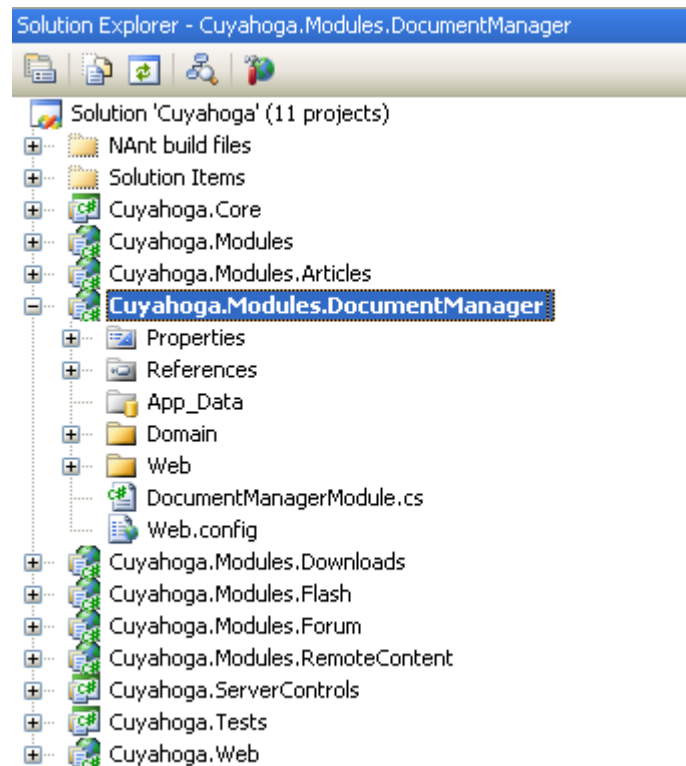 Solution Explorer - Cuyahoga.Modules.DocumentManager
Solution 'Cuyahoga' (11 projects)
NAnt build files
Solution Items
Cuyahoga.Core
Cuyahoga.Modules
Cuyahoga.Modules.Articles
Cuyahoga.Modules.DocumentManager
Properties
References
App_Data
Domain
Web
DocumentManagerModule.cs
Web.config
Cuyahoga.Modules.Downloads
Cuyahoga.Modules.Flash
Cuyahoga.Modules.Forum
Cuyahoga.Modules.RemoteContent
Cuyahoga.ServerControls
Cuyahoga.Tests
Cuyahoga.Web